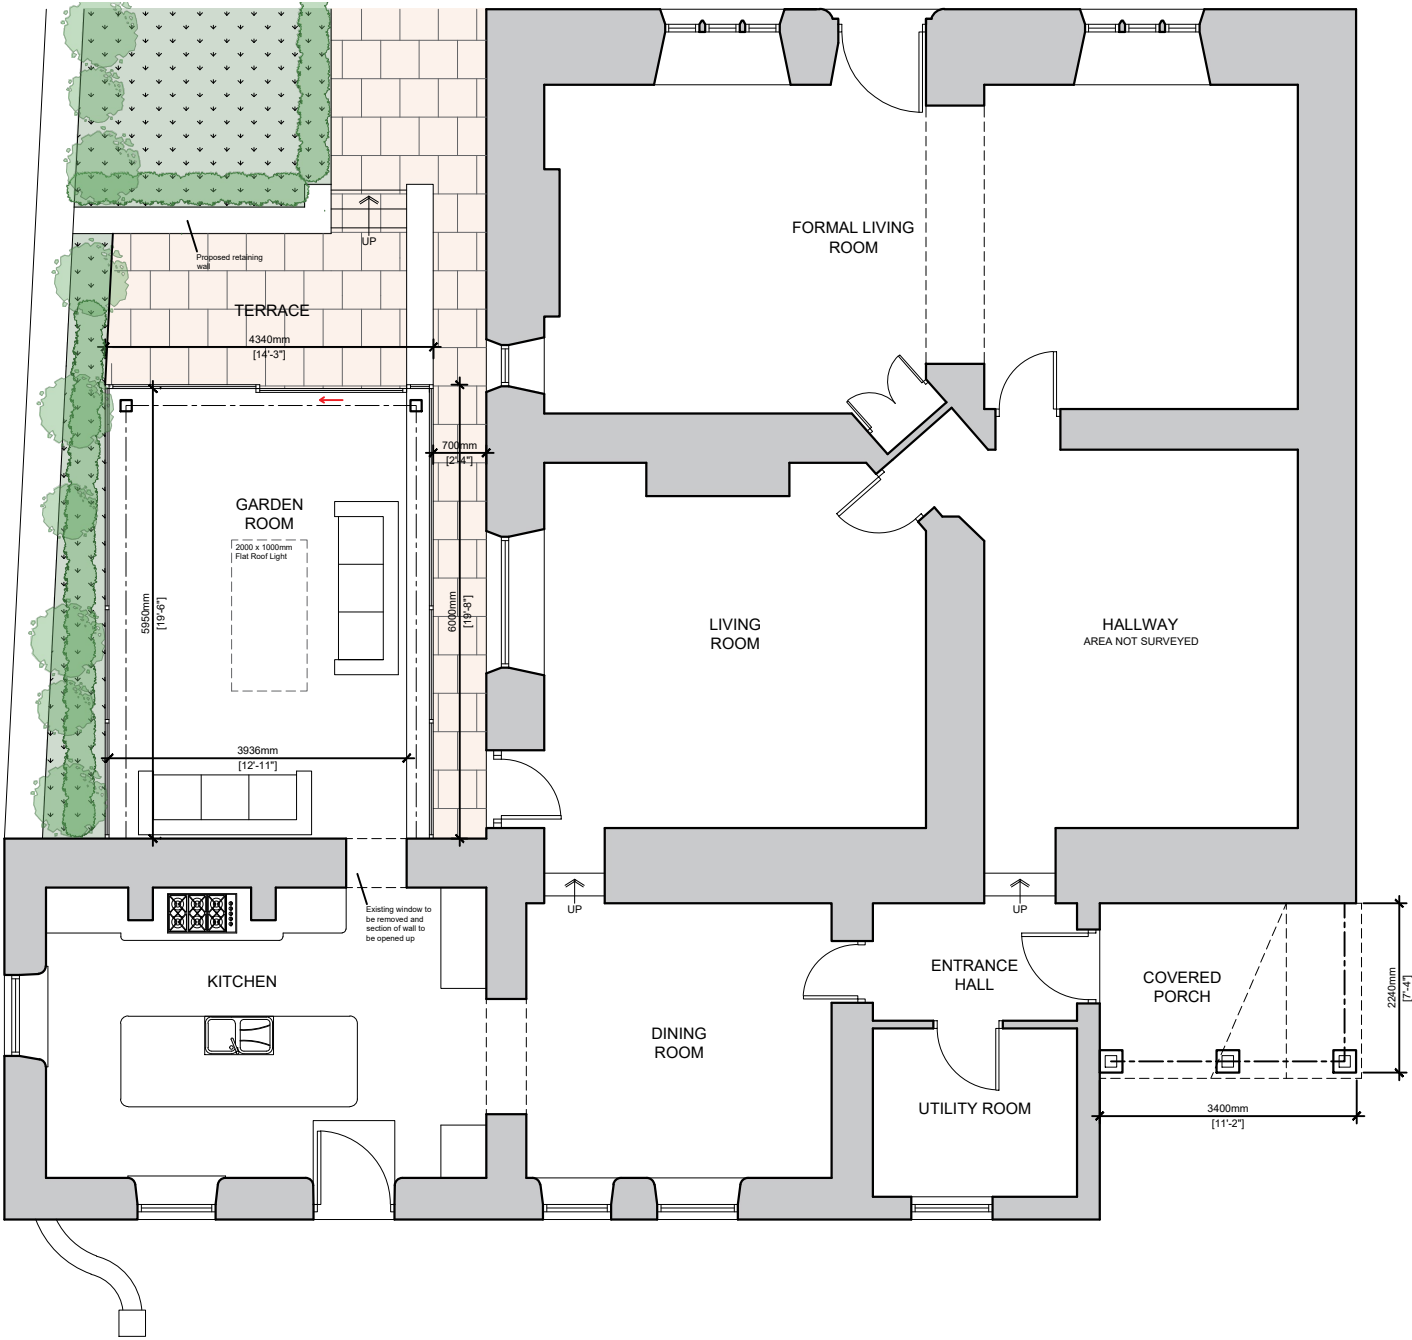 FORMAL LIVING
ROOM
UP
Proposed retaining
wall
TERRACE
4340mm
[14'-3"]
700mm
[2'-4"]
GARDEN
ROOM
2000 x 1000mm
Flat Roof Light
5950mm
[19'-6"]
6000mm
[19'-8"]
LIVING
ROOM
HALLWAY
AREA NOT SURVEYED
3936mm
[12'-11"]
UP
UP
Existing window to
be removed and
section of wall to
be opened up
KITCHEN
ENTRANCE
HALL
COVERED
PORCH
2240mm
[7'-4"]
DINING
ROOM
UTILITY ROOM
3400mm
[11'-2"]